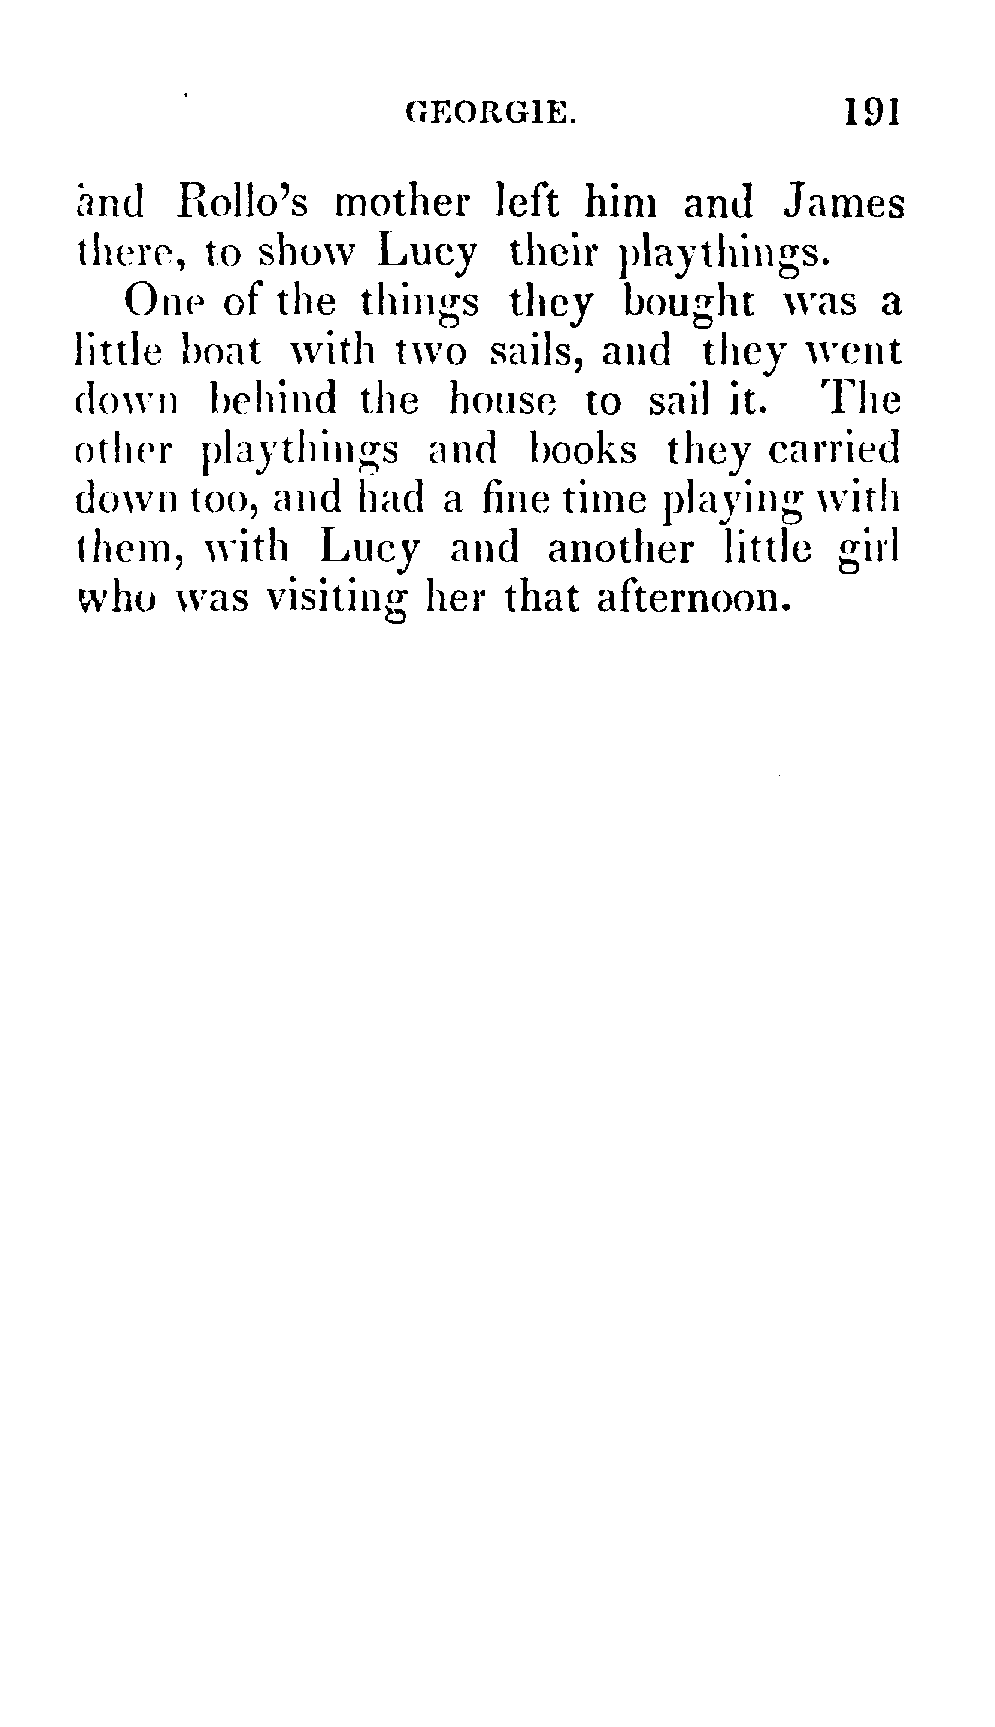 GEORGIE. 191
and Rollo's mother left him and James
there, to show Lucy their playthings.
One of the things they bought was a
little boat with two sails, and they went
down behind the house to sail it. The
other playthings and books they carried
down too, and had a fine time playing with
them, with Lucy and another little girl
who was visiting her that afternoon.